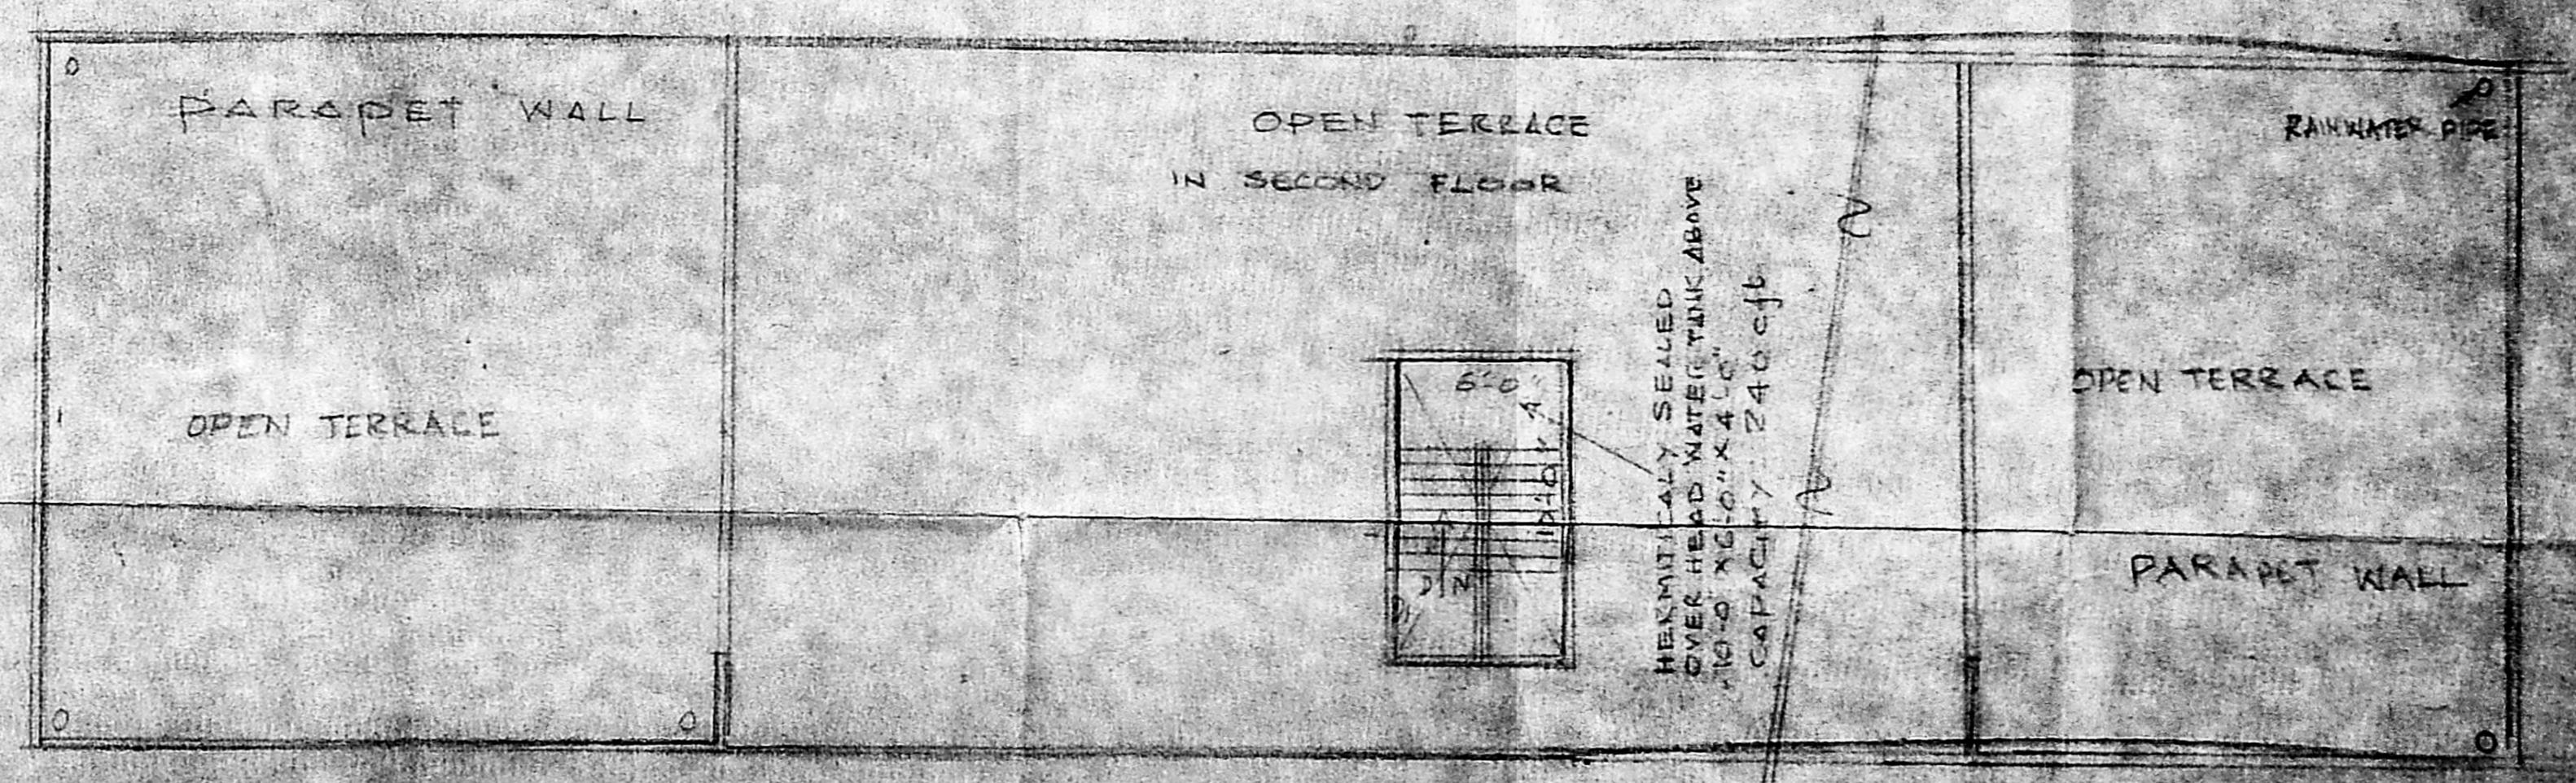 PARAPET WALL
OPEN TERRACE
OPEN TERRACE
IN SECOND FLOOR
6'-0"
DN
HERMITICALY SEALED
OVER HEAD WATER TANK ABOVE
10-0 X 6-0" X 4'-0"
CAPACITY : 240 cft
RAINWATER PIPE
OPEN TERRACE
PARAPET WALL